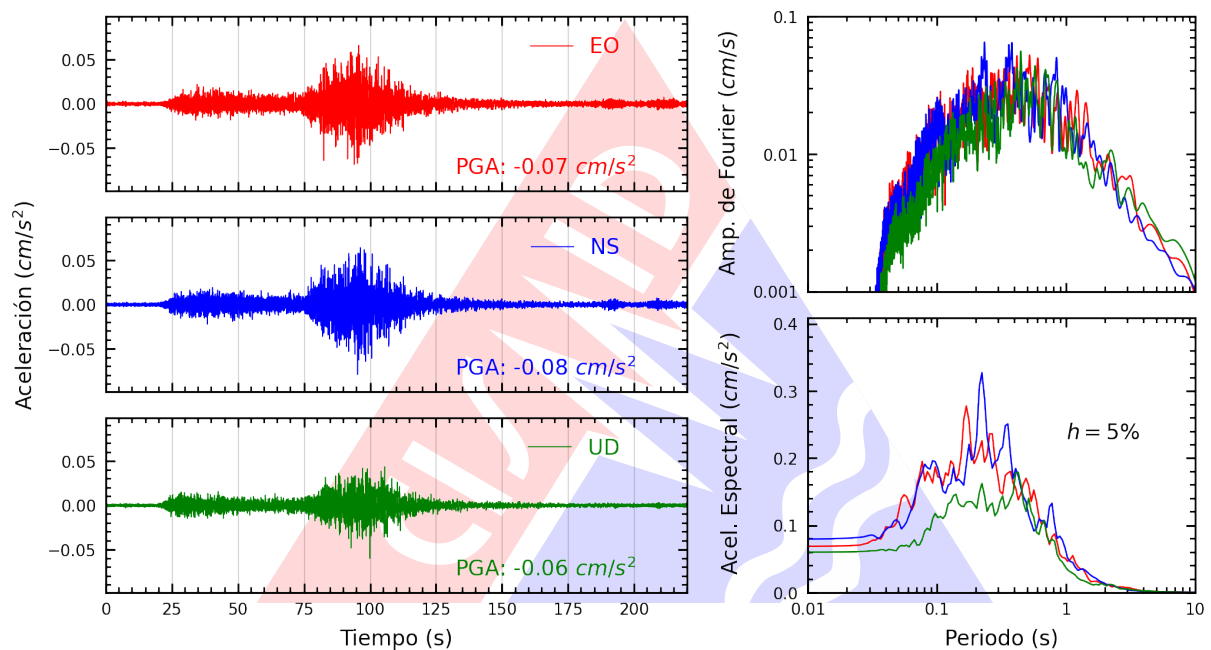 Aceleración (cm/s²)
0.05
0.00
−0.05
EO
PGA: -0.07 cm/s²
0.05
0.00
−0.05
NS
PGA: -0.08 cm/s²
0.05
0.00
−0.05
UD
PGA: -0.06 cm/s²
0 25 50 75 100 125 150 175 200
Tiempo (s)
Amp. de Fourier (cm/s)
0.1
0.01
0.001
Acel. Espectral (cm/s²)
0.4
0.3
0.2
0.1
0.0
h = 5%
0.01 0.1 1 10
Periodo (s)
CISMID